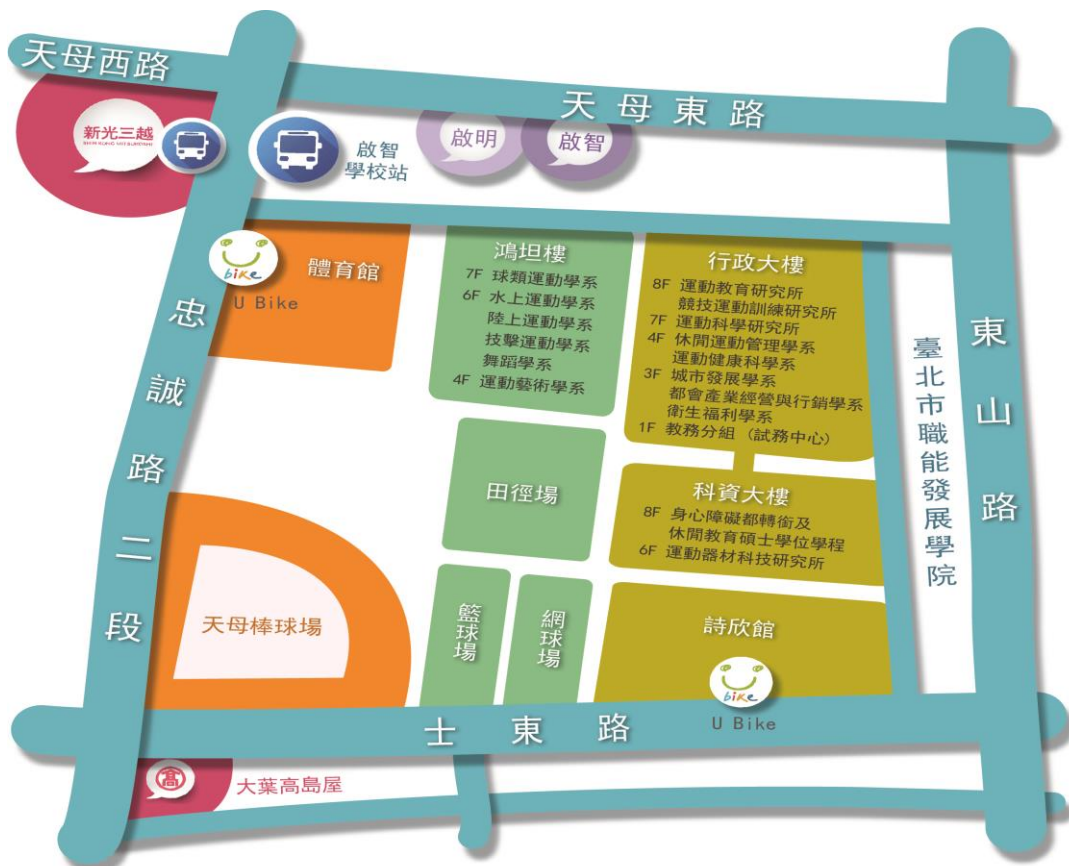 天母西路
天母東路
新光三越
啟智
學校站
啟明
啟智
U Bike
體育館
bike
鴻坦樓
7F 球類運動學系
6F 水上運動學系
陸上運動學系
技擊運動學系
舞蹈學系
4F 運動藝術學系
行政大樓
8F 運動教育研究所
競技運動訓練研究所
7F 運動科學研究所
4F 休閒運動管理學系
運動健康科學系
3F 城市發展學系
都會產業經營與行銷學系
衛生福利學系
1F 教務分組（試務中心）
忠誠路二段
臺北市職能發展學院
東山路
田徑場
科資大樓
8F 身心障礙都轉銜及
休閒教育碩士學位學程
6F 運動器材科技研究所
天母棒球場
籃球場
網球場
詩欣館
bike
U Bike
士東路
高
大葉高島屋